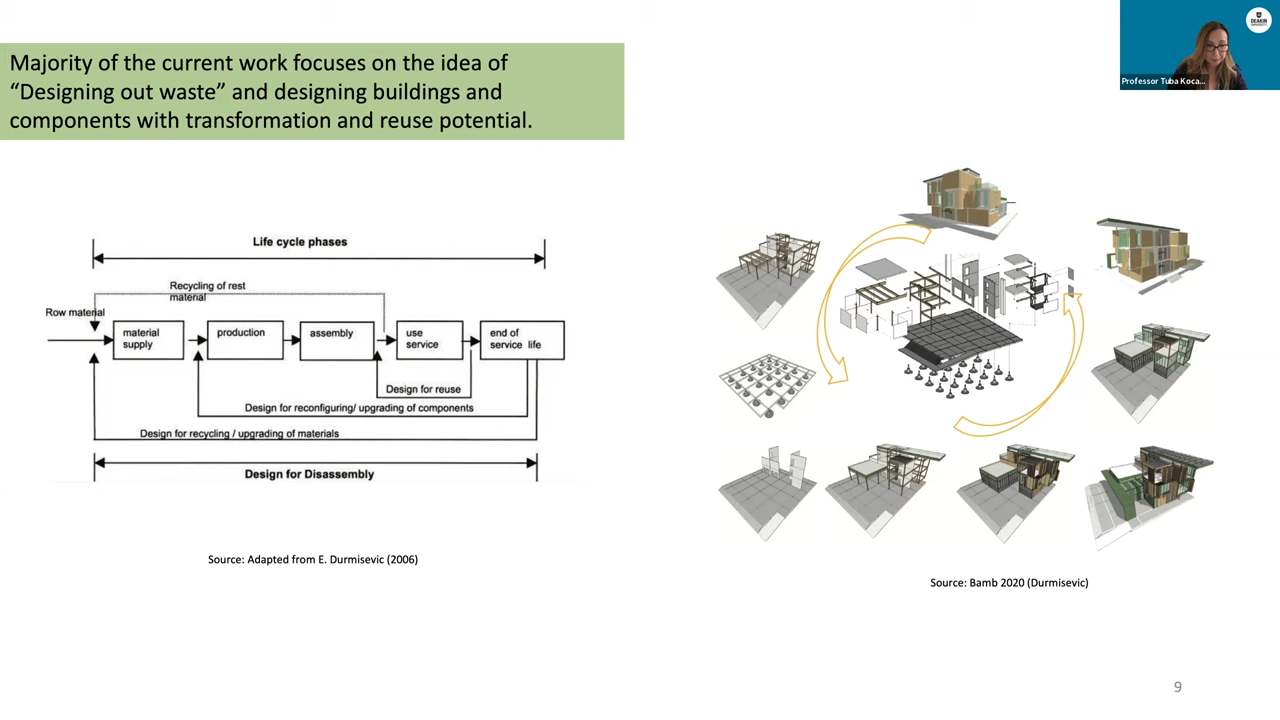 Majority of the current work focuses on the idea of
“Designing out waste” and designing buildings and
components with transformation and reuse potential.
DEAKIN
UNIVERSITY
Professor Tuba Koca...
Life cycle phases
Recycling of rest
material
Row material
material
supply
production
assembly
use
service
end of
service life
Design for reuse
Design for reconfiguring/ upgrading of components
Design for recycling / upgrading of materials
Design for Disassembly
Source: Adapted from E. Durmisevic (2006)
Source: Bamb 2020 (Durmisevic)
9